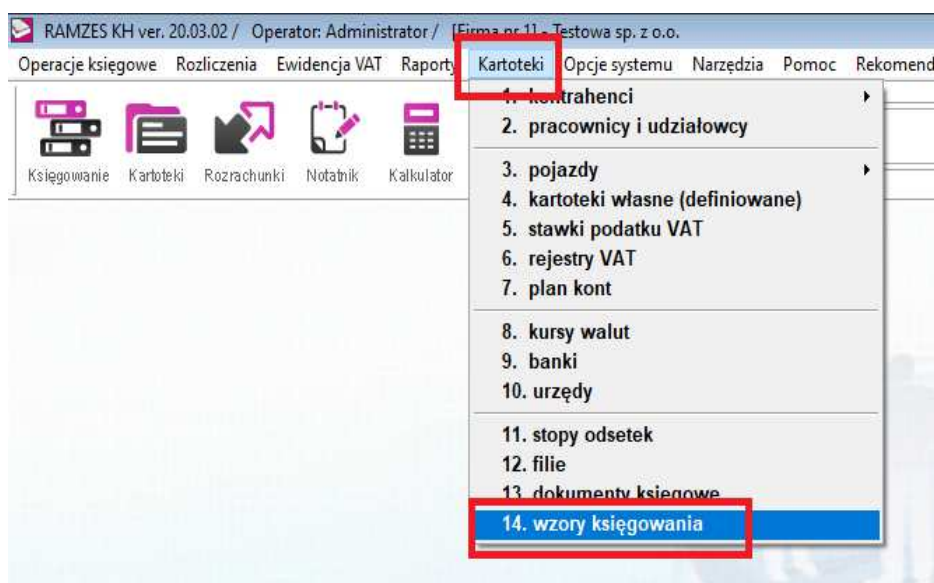 RAMZES KH ver. 20.03.02 / Operator: Administrator / [Firma nr 1] - Testowa sp. z o.o.
Operacje księgowe Rozliczenia Ewidencja VAT Raporty Kartoteki Opcje systemu Narzędzia Pomoc Rekomend
Księgowanie Kartoteki Rozrachunki Notatnik Kalkulator
1. kontrahenci
2. pracownicy i udziałowcy
3. pojazdy
4. kartoteki własne (definiowane)
5. stawki podatku VAT
6. rejestry VAT
7. plan kont
8. kursy walut
9. banki
10. urzędy
11. stopy odsetek
12. filie
13. dokumenty księgowe
14. wzory księgowania